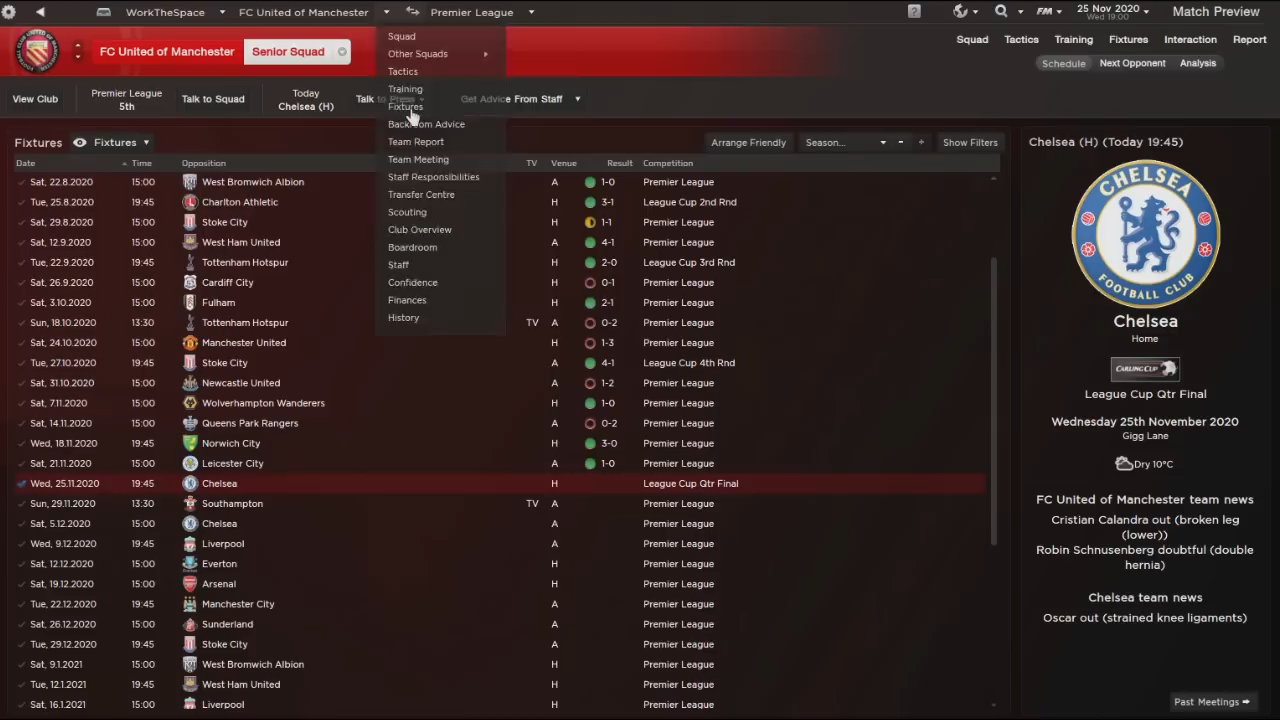 WorkTheSpace FC United of Manchester Premier League 25 Nov 2020 Wed 19:00 Match Preview
? FM
FC United of Manchester Senior Squad
Squad Tactics Training Fixtures Interaction Report
Schedule Next Opponent Analysis
View Club Premier League 5th Talk to Squad Today Chelsea (H) Talk to Press Get Advice From Staff
Squad
Other Squads
Tactics
Training
Fixtures
Backroom Advice
Team Report
Team Meeting
Staff Responsibilities
Transfer Centre
Scouting
Club Overview
Boardroom
Staff
Confidence
Finances
History
Fixtures Fixtures Arrange Friendly Season... - + Show Filters
Date Time Opposition TV Venue Result Competition
Sat, 22.8.2020 15:00 West Bromwich Albion A 1-0 Premier League
Tue, 25.8.2020 19:45 Charlton Athletic H 3-1 League Cup 2nd Rnd
Sat, 29.8.2020 15:00 Stoke City H 1-1 Premier League
Sat, 12.9.2020 15:00 West Ham United A 4-1 Premier League
Tue, 22.9.2020 19:45 Tottenham Hotspur H 2-0 League Cup 3rd Rnd
Sat, 26.9.2020 15:00 Cardiff City H 0-1 Premier League
Sat, 3.10.2020 15:00 Fulham H 2-1 Premier League
Sun, 18.10.2020 13:30 Tottenham Hotspur TV A 0-2 Premier League
Sat, 24.10.2020 15:00 Manchester United H 1-3 Premier League
Tue, 27.10.2020 19:45 Stoke City A 4-1 League Cup 4th Rnd
Sat, 31.10.2020 15:00 Newcastle United A 1-2 Premier League
Sat, 7.11.2020 15:00 Wolverhampton Wanderers H 1-0 Premier League
Sat, 14.11.2020 15:00 Queens Park Rangers A 0-2 Premier League
Wed, 18.11.2020 19:45 Norwich City H 3-0 Premier League
Sat, 21.11.2020 15:00 Leicester City A 1-0 Premier League
Wed, 25.11.2020 19:45 Chelsea H League Cup Qtr Final
Sun, 29.11.2020 13:30 Southampton TV A Premier League
Sat, 5.12.2020 15:00 Chelsea A Premier League
Wed, 9.12.2020 19:45 Liverpool A Premier League
Sat, 12.12.2020 15:00 Everton H Premier League
Sat, 19.12.2020 15:00 Arsenal H Premier League
Tue, 22.12.2020 19:45 Manchester City A Premier League
Sat, 26.12.2020 15:00 Sunderland A Premier League
Tue, 29.12.2020 19:45 Stoke City A Premier League
Sat, 9.1.2021 15:00 West Bromwich Albion H Premier League
Tue, 12.1.2021 19:45 West Ham United H Premier League
Sat, 16.1.2021 15:00 Liverpool H Premier League
Chelsea (H) (Today 19:45)
CHELSEA
FOOTBALL CLUB
Chelsea
Home
CARLING CUP
League Cup Qtr Final
Wednesday 25th November 2020
Gigg Lane
Dry 10°C
FC United of Manchester team news
Cristian Calandra out (broken leg
(lower))
Robin Schnusenberg doubtful (double
hernia)
Chelsea team news
Oscar out (strained knee ligaments)
Past Meetings